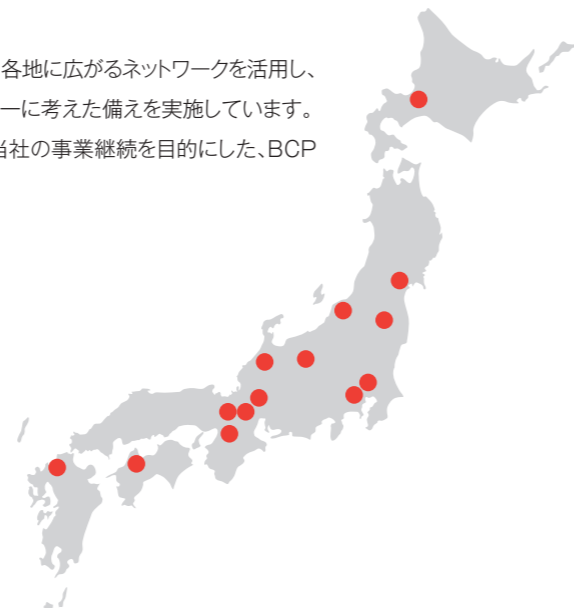 各地に広がるネットワークを活用し、
一に考えた備えを実施しています。
当社の事業継続を目的にした、BCP